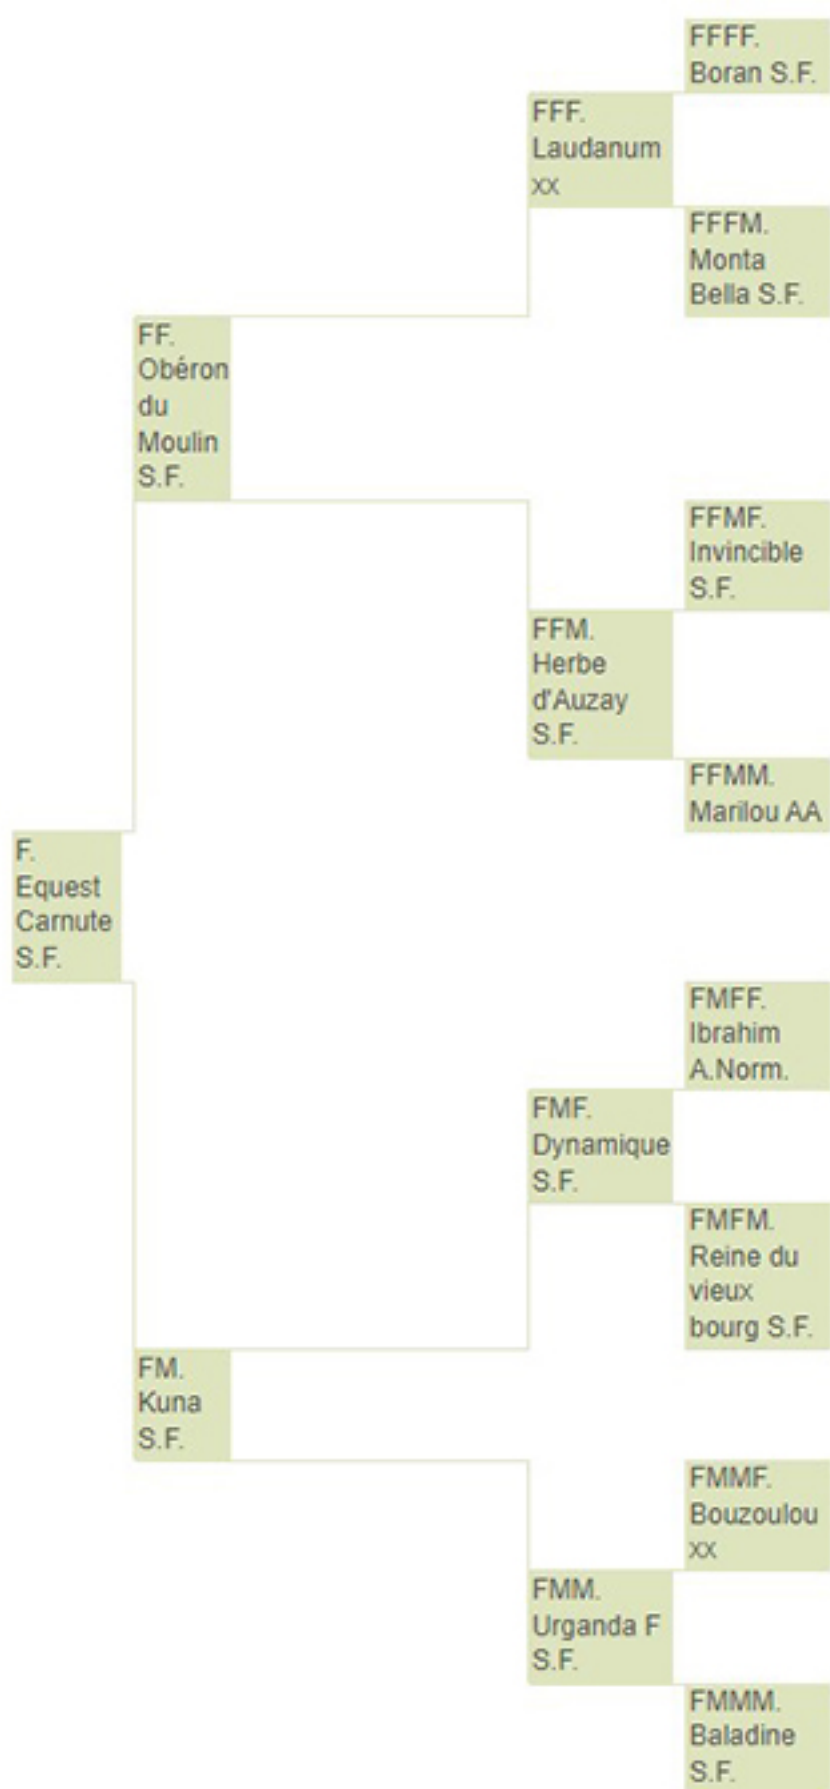 FFFF.
Boran S.F.
FFF.
Laudanum
xx
FFFM.
Monta
Bella S.F.
FF.
Obéron
du
Moulin
S.F.
FFMF.
Invincible
S.F.
FFM.
Herbe
d'Auzay
S.F.
FFMM.
Marilou AA
F.
Equest
Carnute
S.F.
FMFF.
Ibrahim
A.Norm.
FMF.
Dynamique
S.F.
FMFM.
Reine du
vieux
bourg S.F.
FM.
Kuna
S.F.
FMMF.
Bouzoulou
xx
FMM.
Urganda F
S.F.
FMMM.
Baladine
S.F.